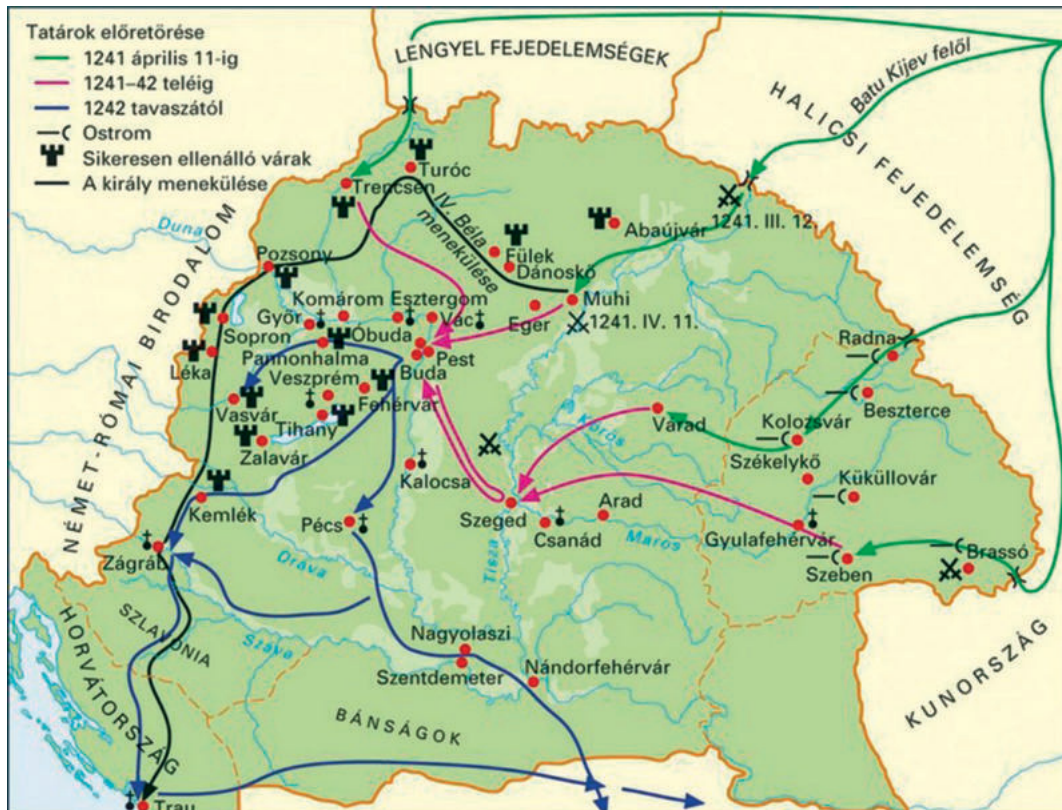 Tatárok előretörése
1241 április 11-ig
1241–42 teléig
1242 tavaszától
Ostrom
Sikeresen ellenálló várak
A király menekülése
LENGYEL FEJEDELEMSÉGEK
Batu Kijev felől
HALICSI FEJEDELEMSÉG
NÉMET-RÓMAI BIRODALOM
Duna
Turóc
Trencsén
IV. Béla
menekülése
Abaújvár
1241. III. 12.
Fülek
Dánoskő
Pozsony
Muhi
1241. IV. 11.
Eger
Komárom
Esztergom
Győr
Óbuda
Vác
Sopron
Pannonhalma
Pest
Buda
Léka
Veszprém
Fehérvár
Vasvár
Tihany
Zalavár
Radna
Beszterce
Kolozsvár
Várad
Körös
Székelykő
Küküllovár
Kalocsa
Kemlék
Szeged
Arad
Pécs
Csanád
Maros
Gyulafehérvár
Brassó
Szeben
Zágráb
Dráva
Tisza
SZLAVÓNIA
HORVÁTORSZÁG
Száva
Nagyolaszi
Szentdemeter
Nándorfehérvár
BÁNSÁGOK
KUNORSZÁG
Trau